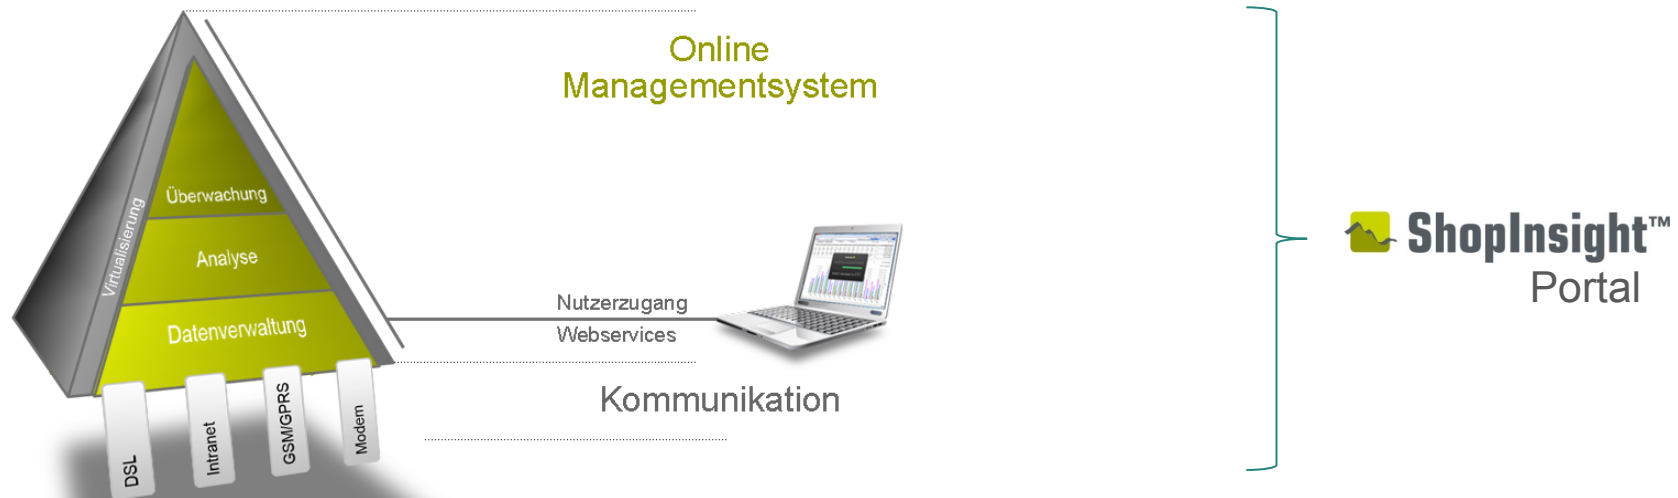 Online
Managementsystem
Überwachung
Virtualisierung
Analyse
Datenverwaltung
Nutzerzugang
Webservices
Kommunikation
DSL
Intranet
GSM/GPRS
Modem
ShopInsight™
Portal